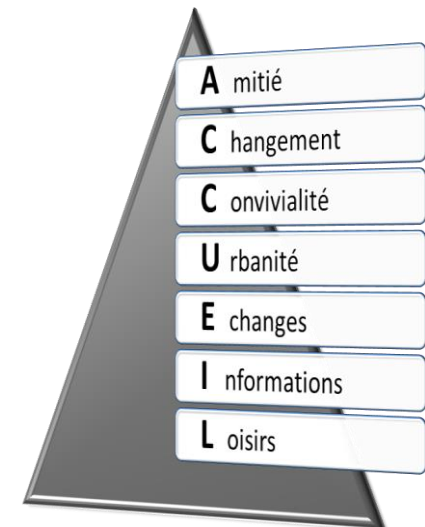 A mitié
C hangement
C onvivialité
U rbanité
E changes
I nformations
L oisirs